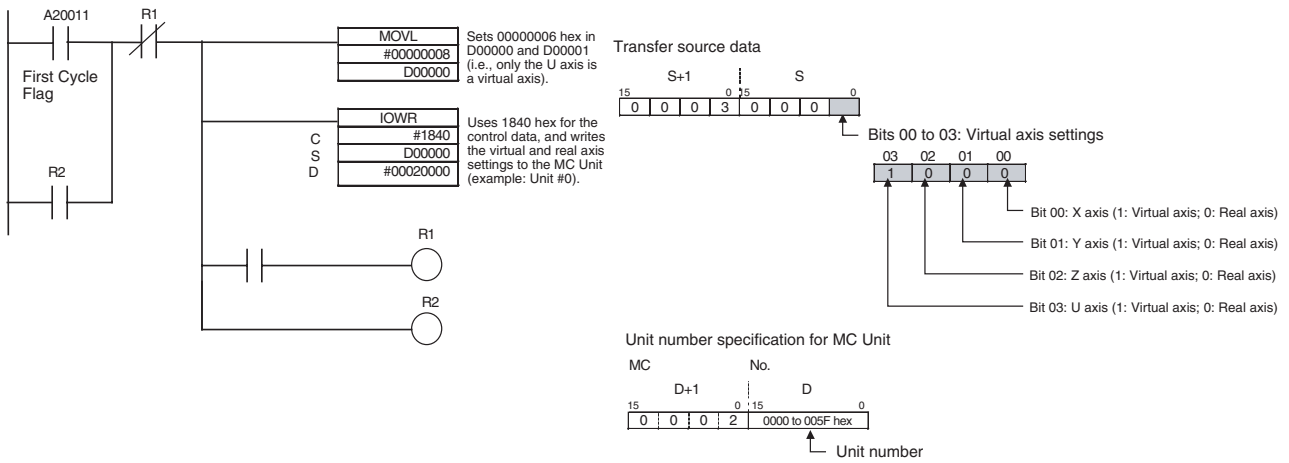 A20011
R1
First Cycle
Flag
R2
MOVL
#00000008
D00000
Sets 00000006 hex in
D00000 and D00001
(i.e., only the U axis is
a virtual axis).
IOWR
C #1840
S D00000
D #00020000
Uses 1840 hex for the
control data, and writes
the virtual and real axis
settings to the MC Unit
(example: Unit #0).
R1
R2
Transfer source data
S+1 S
15 0 15 0
0 0 0 3 0 0 0
Bits 00 to 03: Virtual axis settings
03 02 01 00
1 0 0 0
Bit 00: X axis (1: Virtual axis; 0: Real axis)
Bit 01: Y axis (1: Virtual axis; 0: Real axis)
Bit 02: Z axis (1: Virtual axis; 0: Real axis)
Bit 03: U axis (1: Virtual axis; 0: Real axis)
Unit number specification for MC Unit
MC No.
D+1 D
15 0 15 0
0 0 0 2 0000 to 005F hex
Unit number